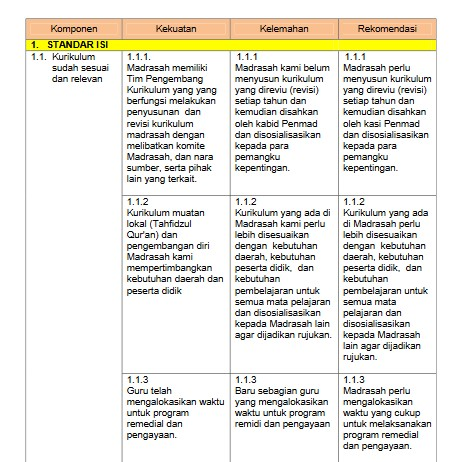 Komponen
Kekuatan
Kelemahan
Rekomendasi
1. STANDAR ISI
1.1. Kurikulum
sudah sesuai
dan relevan
1.1.1.
Madrasah memiliki
Tim Pengembang
Kurikulum yang yang
berfungsi melakukan
penyusunan dan
revisi kurikulum
madrasah dengan
melibatkan komite
Madrasah, dan nara
sumber, serta pihak
lain yang terkait.
1.1.1
Madrasah kami belum
menyusun kurikulum
yang direviu (revisi)
setiap tahun dan
kemudian disahkan
oleh kabid Penmad
dan disosialisasikan
kepada para
pemangku
kepentingan.
1.1.1
Madrasah perlu
menyusun kurikulum
yang direviu (revisi)
setiap tahun dan
kemudian disahkan
oleh kasi Penmad
dan disosialisasikan
kepada para
pemangku
kepentingan.
1.1.2
Kurikulum muatan
lokal (Tahfidzul
Qur'an) dan
pengembangan diri
Madrasah kami
mempertimbangkan
kebutuhan daerah dan
peserta didik
1.1.2
Kurikulum yang ada di
Madrasah kami perlu
lebih disesuaikan
dengan kebutuhan
daerah, kebutuhan
peserta didik, dan
kebutuhan
pembelajaran untuk
semua mata pelajaran
dan disosialisasikan
kepada Madrasah lain
agar dijadikan rujukan.
1.1.2
Kurikulum yang ada
di Madrasah perlu
lebih disesuaikan
dengan kebutuhan
daerah, kebutuhan
peserta didik, dan
kebutuhan
pembelajaran untuk
semua mata
pelajaran dan
disosialisasikan
kepada Madrasah
lain agar dijadikan
rujukan.
1.1.3
Guru telah
mengalokasikan waktu
untuk program
remedial dan
pengayaan.
1.1.3
Baru sebagian guru
yang mengalokasikan
waktu untuk program
remidi dan pengayaan
1.1.3
Madrasah perlu
mengalokasikan
waktu yang cukup
untuk melaksanakan
program remedial
dan pengayaan.